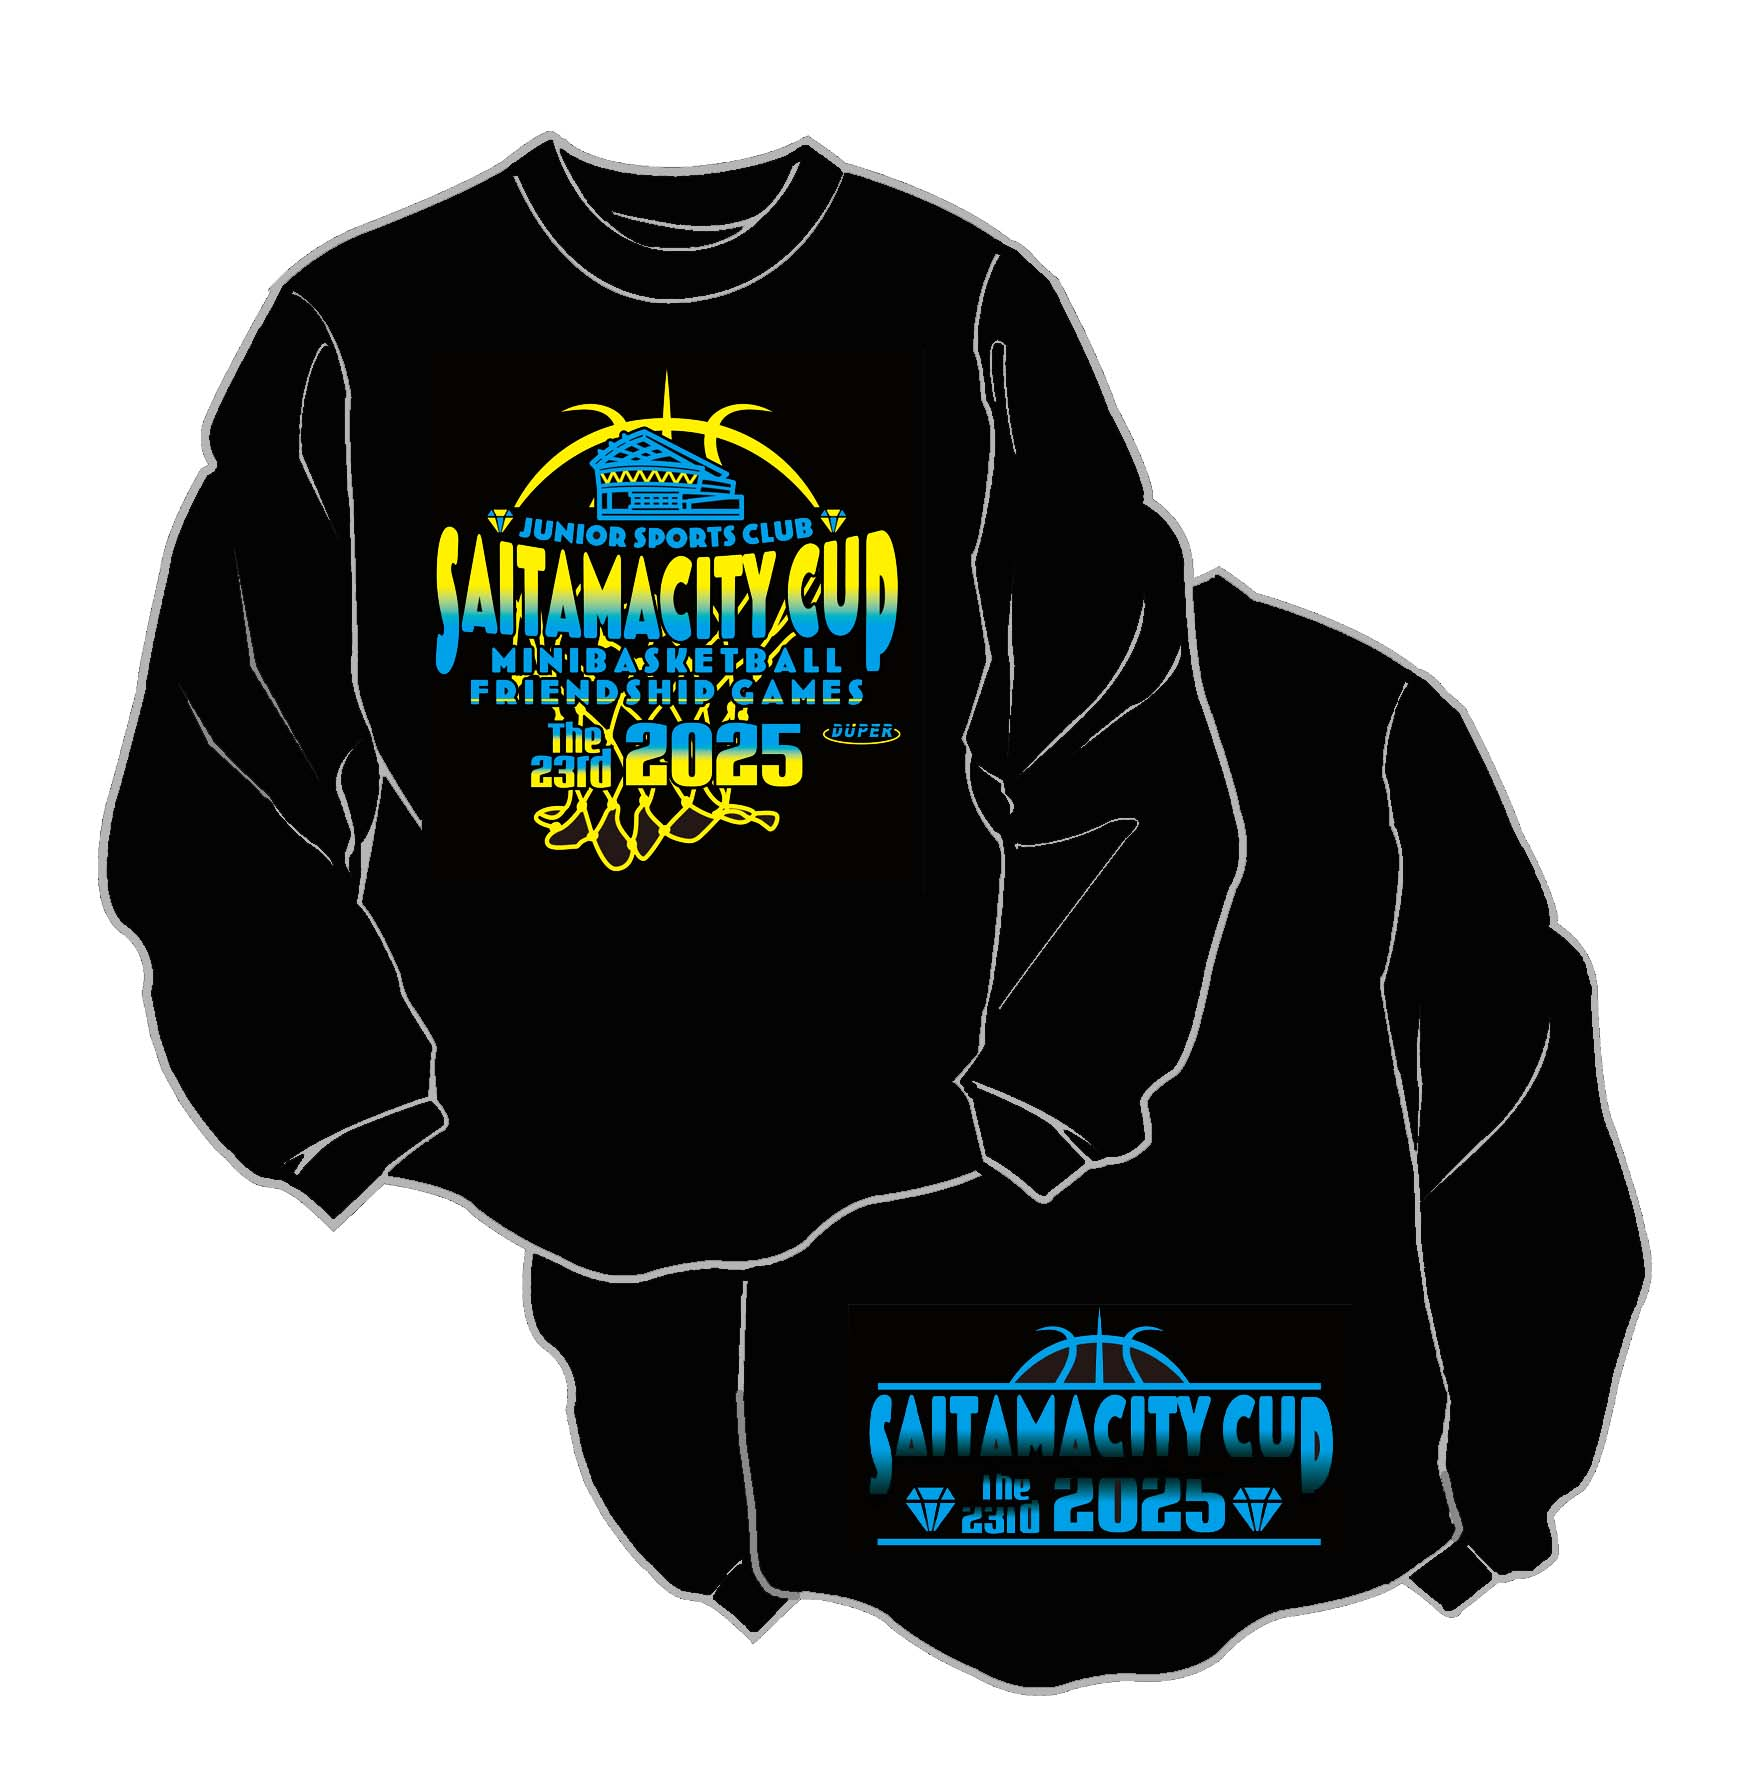 JUNIOR SPORTS CLUB
SAITAMACITY CUP
MINIBASKETBALL
FRIENDSHIP GAMES
The 23rd 2025
DUPER
SAITAMACITY CUP
The 23rd 2025